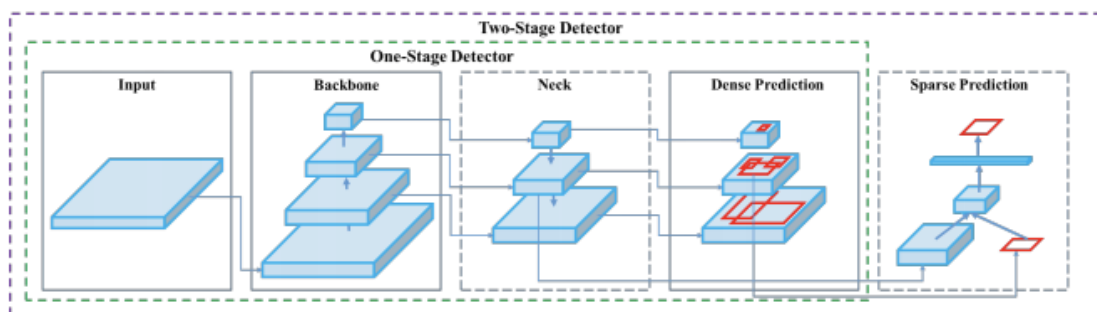 Two-Stage Detector
One-Stage Detector
Input
Backbone
Neck
Dense Prediction
Sparse Prediction